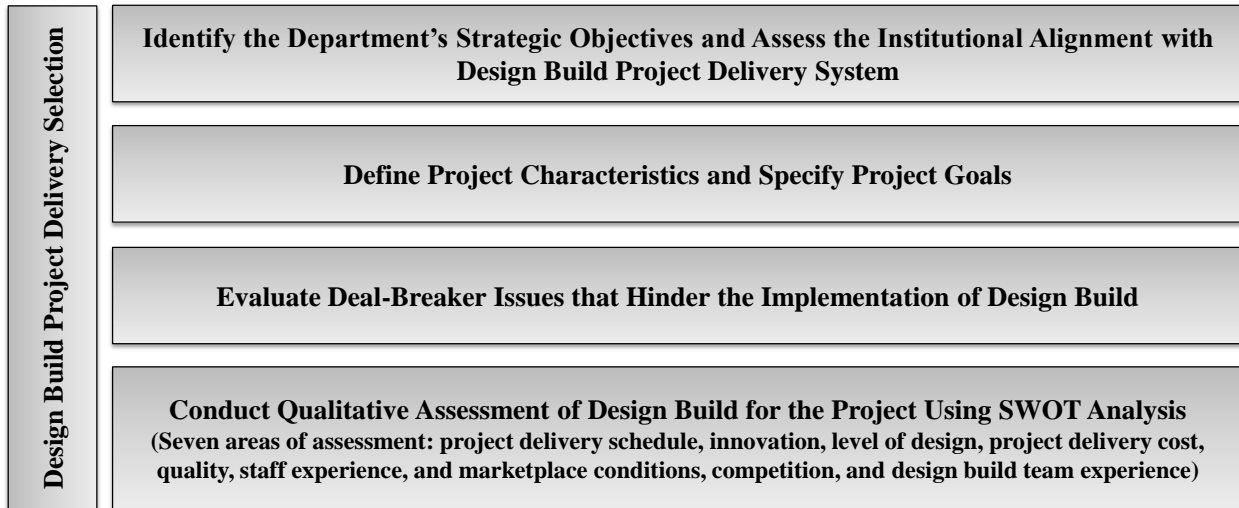 Design Build Project Delivery Selection
Identify the Department’s Strategic Objectives and Assess the Institutional Alignment with
Design Build Project Delivery System
Define Project Characteristics and Specify Project Goals
Evaluate Deal-Breaker Issues that Hinder the Implementation of Design Build
Conduct Qualitative Assessment of Design Build for the Project Using SWOT Analysis
(Seven areas of assessment: project delivery schedule, innovation, level of design, project delivery cost,
quality, staff experience, and marketplace conditions, competition, and design build team experience)